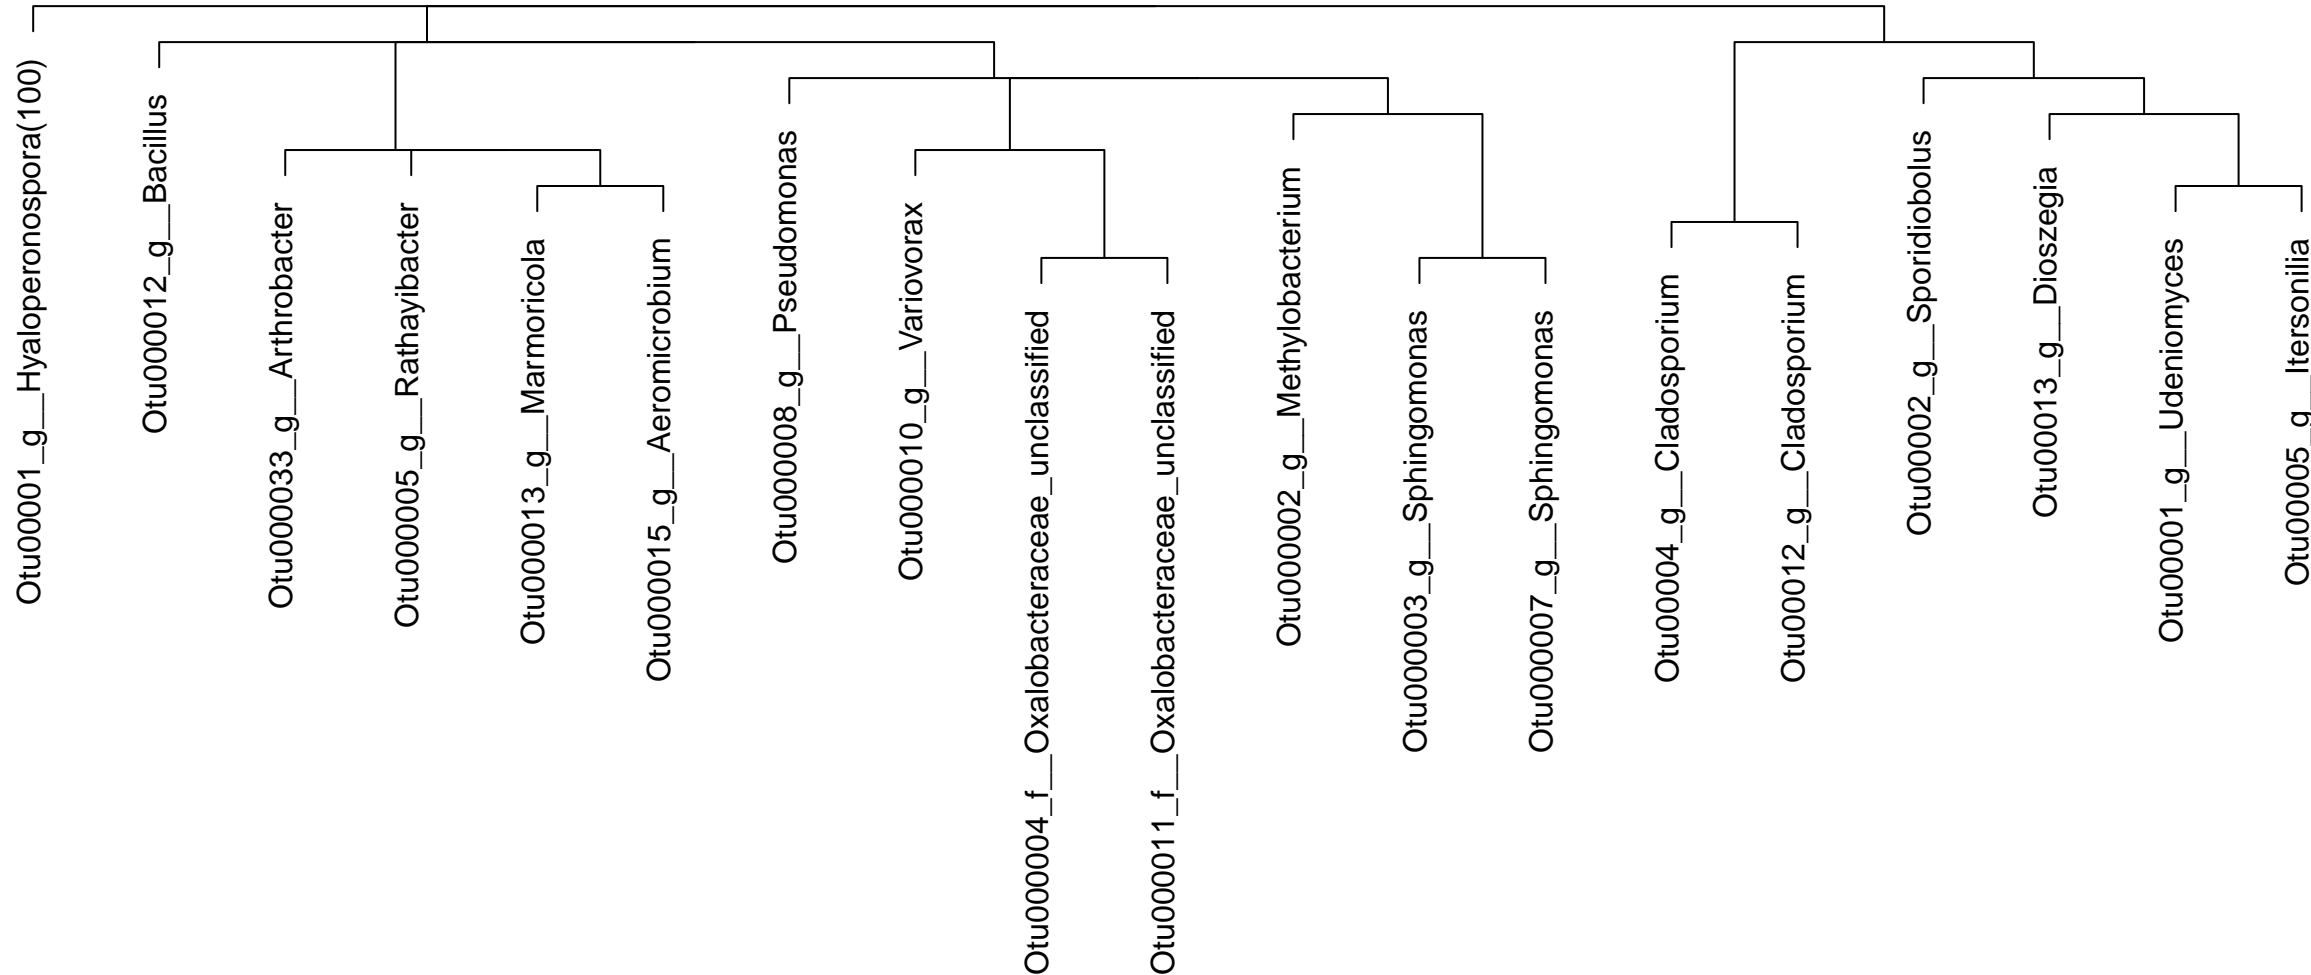 Otu00001_g__Hyaloperonospora(100)
Otu000012_g__Bacillus
Otu000033_g__Arthrobacter
Otu000005_g__Rathayibacter
Otu000013_g__Marmoricola
Otu000015_g__Aeromicrobium
Otu000008_g__Pseudomonas
Otu000010_g__Variovorax
Otu000004_f__Oxalobacteraceae_unclassified
Otu000011_f__Oxalobacteraceae_unclassified
Otu000002_g__Methylobacterium
Otu000003_g__Sphingomonas
Otu000007_g__Sphingomonas
Otu00004_g__Cladosporium
Otu00012_g__Cladosporium
Otu00002_g__Sporidiobolus
Otu00013_g__Dioszegia
Otu00001_g__Udeniomyces
Otu00005_g__Itersonilia